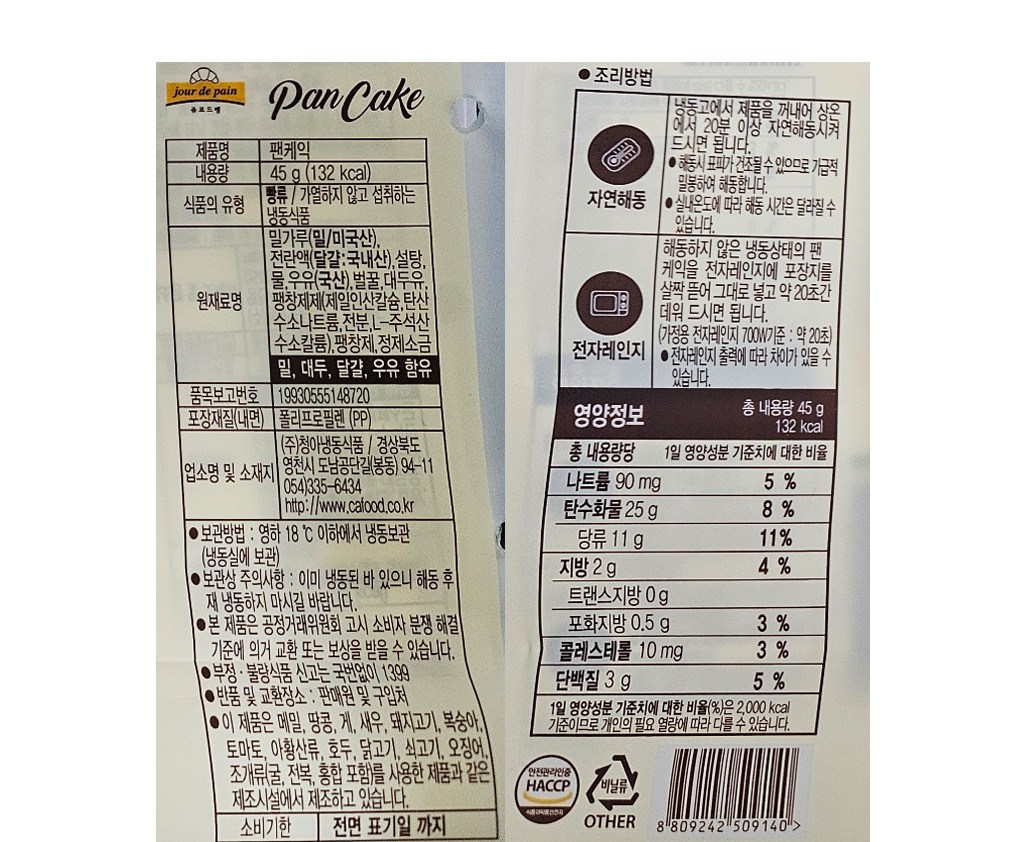 jour de pain
쥬르드뺑
PanCake
제품명 팬케익
내용량 45 g (132 kcal)
식품의 유형 빵류 / 가열하지 않고 섭취하는
냉동식품
원재료명
밀가루(밀/미국산),
전란액(달걀:국내산),설탕,
물,우유(국산),벌꿀,대두유,
팽창제제(제일인산칼슘,탄산
수소나트륨,전분,L-주석산
수소칼륨),팽창제,정제소금
밀, 대두, 달걀, 우유 함유
품목보고번호 19930555148720
포장재질(내면) 폴리프로필렌 (PP)
업소명 및 소재지
(주)청아냉동식품 / 경상북도
영천시 도남공단길(봉동) 94-11
054)335-6434
http://www.cafood.co.kr
● 보관방법 : 영하 18 ℃ 이하에서 냉동보관
(냉동실에 보관)
● 보관상 주의사항 : 이미 냉동된 바 있으니 해동 후
재 냉동하지 마시길 바랍니다.
● 본 제품은 공정거래위원회 고시 소비자 분쟁 해결
기준에 의거 교환 또는 보상을 받을 수 있습니다.
● 부정 · 불량식품 신고는 국번없이 1399
● 반품 및 교환장소 : 판매원 및 구입처
● 이 제품은 메밀, 땅콩, 게, 새우, 돼지고기, 복숭아,
토마토, 아황산류, 호두, 닭고기, 쇠고기, 오징어,
조개류(굴, 전복, 홍합 포함)를 사용한 제품과 같은
제조시설에서 제조하고 있습니다.
소비기한 전면 표기일 까지
● 조리방법
자연해동
냉동고에서 제품을 꺼내어 상온
에서 20분 이상 자연해동시켜
드시면 됩니다.
● 해동시 표피가 건조될 수 있으므로 가급적
밀봉하여 해동합니다.
● 실내온도에 따라 해동 시간은 달라질 수
있습니다.
전자레인지
해동하지 않은 냉동상태의 팬
케익을 전자레인지에 포장지를
살짝 뜯어 그대로 넣고 약 20초간
데워 드시면 됩니다.
(가정용 전자레인지 700W기준 : 약 20초)
● 전자레인지 출력에 따라 차이가 있을 수
있습니다.
영양정보 총 내용량 45 g
132 kcal
총 내용량당 1일 영양성분 기준치에 대한 비율
나트륨 90 mg 5 %
탄수화물 25 g 8 %
당류 11 g 11%
지방 2 g 4 %
트랜스지방 0 g
포화지방 0.5 g 3 %
콜레스테롤 10 mg 3 %
단백질 3 g 5 %
1일 영양성분 기준치에 대한 비율(%)은 2,000 kcal
기준이므로 개인의 필요 열량에 따라 다를 수 있습니다.
안전관리인증
HACCP
식품의약품안전처
비닐류
OTHER
8 809242 509140 >